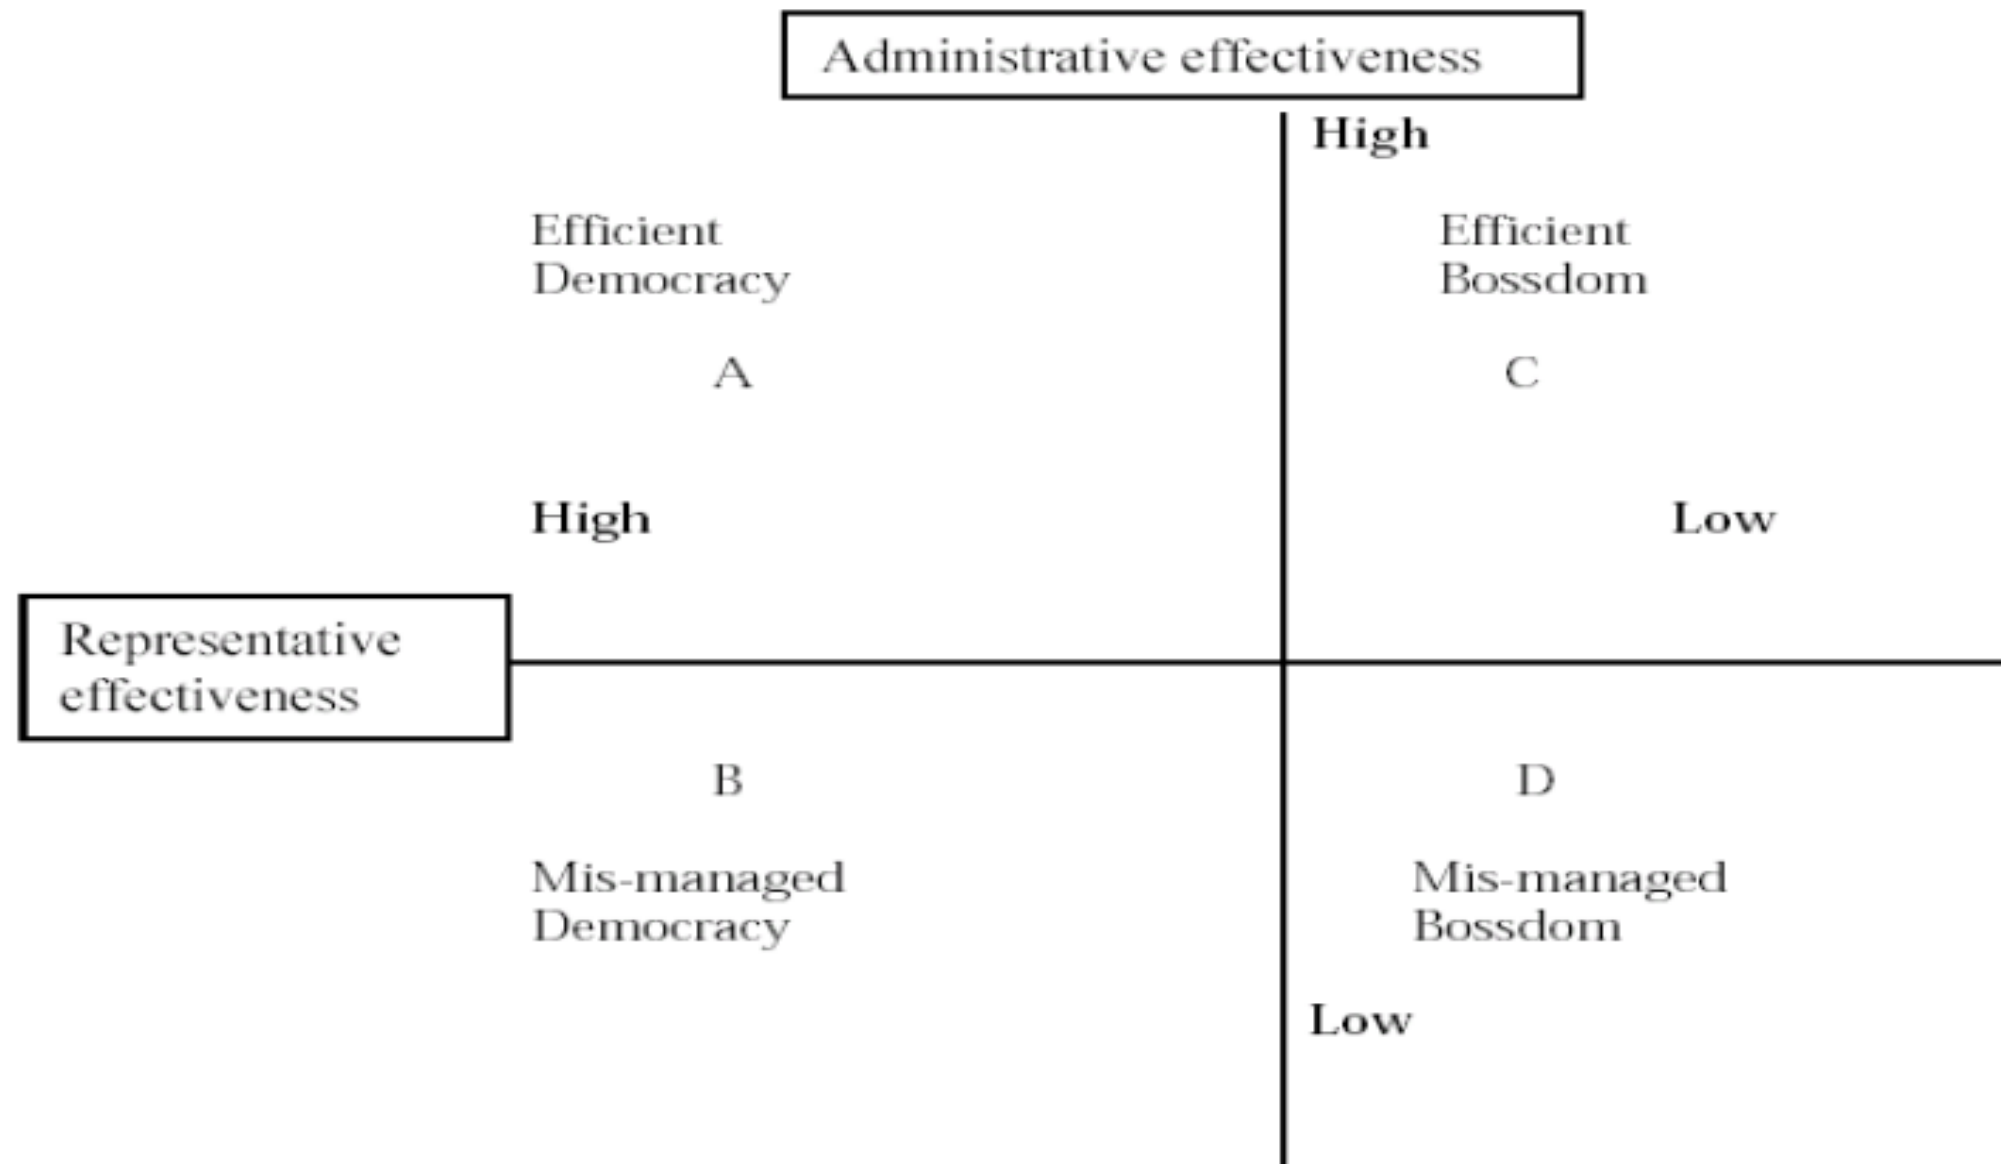 Administrative effectiveness
High
Efficient
Democracy
Efficient
Bossdom
A
C
High
Low
Representative
effectiveness
B
D
Mis-managed
Democracy
Mis-managed
Bossdom
Low